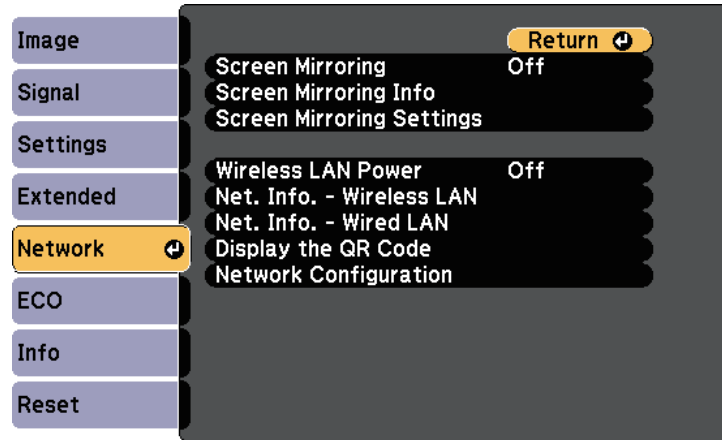 Image
Signal
Settings
Extended
Network
ECO
Info
Reset
Return
Screen Mirroring Off
Screen Mirroring Info
Screen Mirroring Settings
Wireless LAN Power Off
Net. Info. - Wireless LAN
Net. Info. - Wired LAN
Display the QR Code
Network Configuration